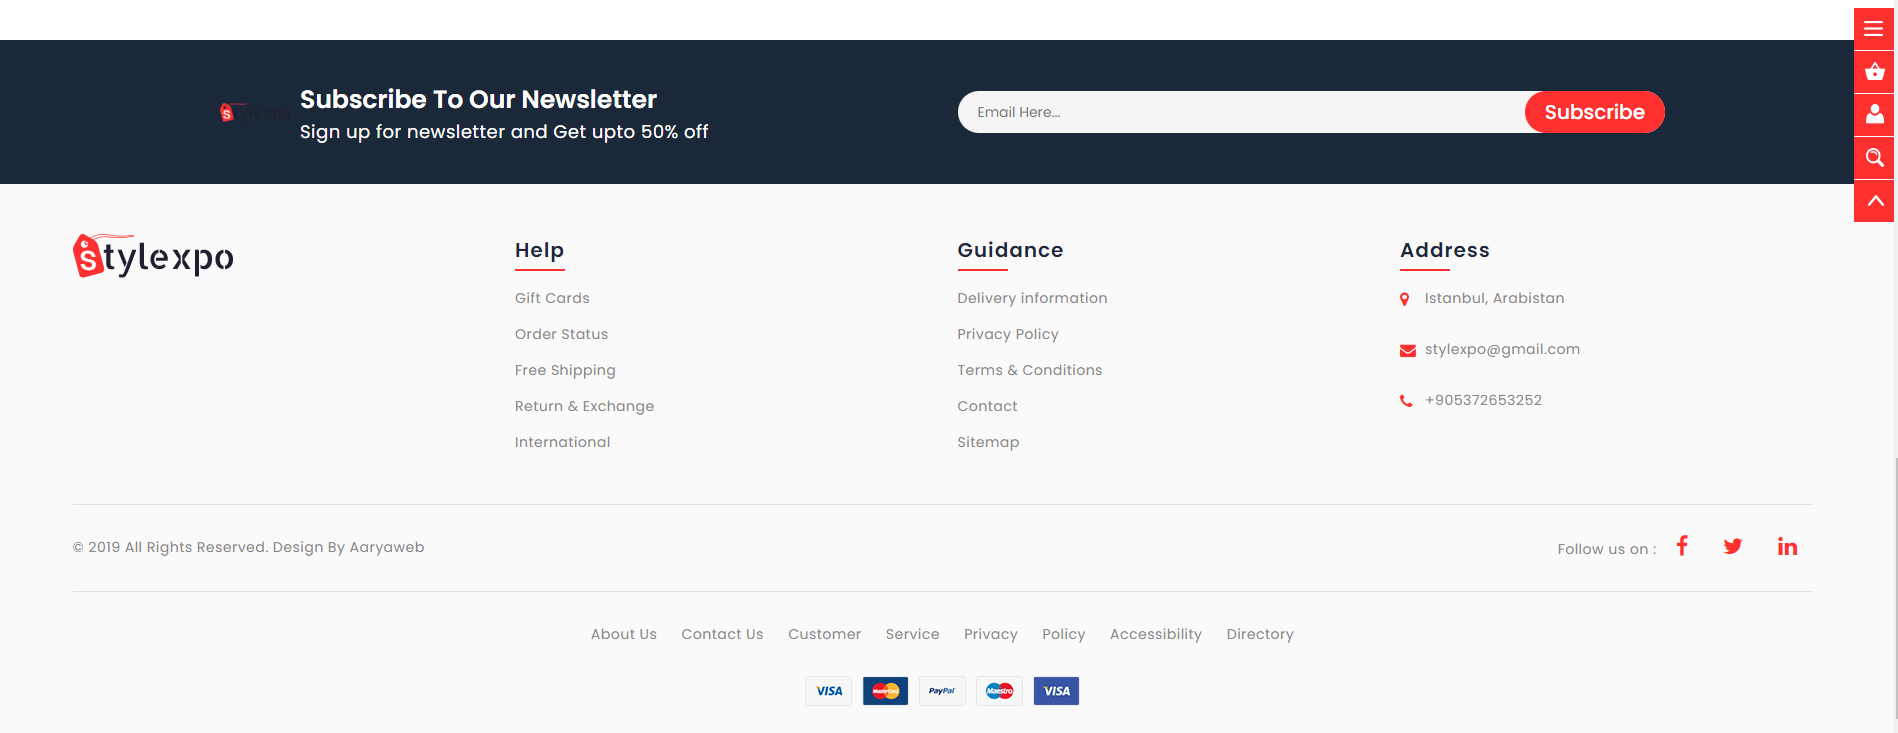 Stylexpo
Subscribe To Our Newsletter
Sign up for newsletter and Get upto 50% off
Email Here...
Subscribe
Stylexpo
Help
Gift Cards
Order Status
Free Shipping
Return & Exchange
International
Guidance
Delivery information
Privacy Policy
Terms & Conditions
Contact
Sitemap
Address
Istanbul, Arabistan
stylexpo@gmail.com
+905372653252
© 2019 All Rights Reserved. Design By Aaryaweb
Follow us on :
About Us Contact Us Customer Service Privacy Policy Accessibility Directory
VISA MasterCard PayPal Maestro VISA